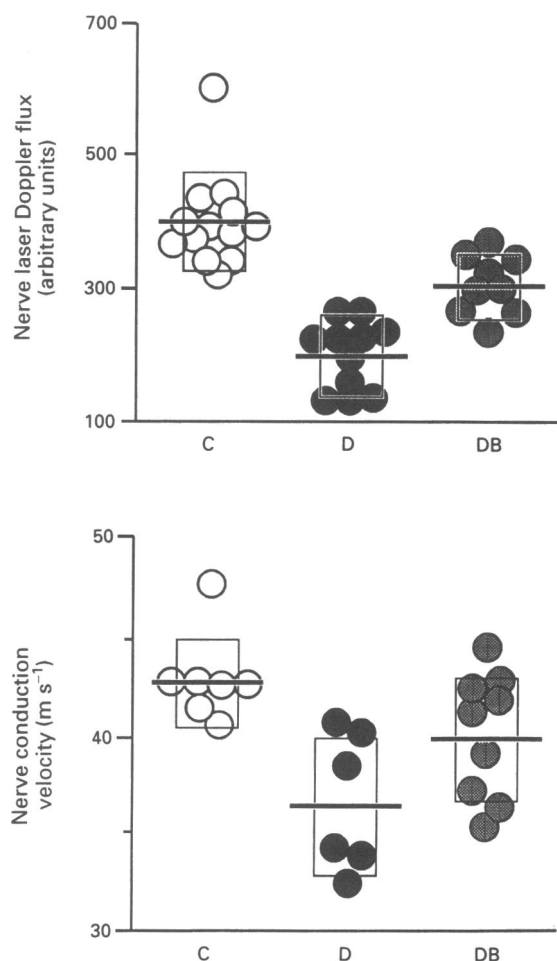 Nerve laser Doppler flux
(arbitrary units)
700
500
300
100
C D DB
Nerve conduction
velocity (m s⁻¹)
50
40
30
C D DB